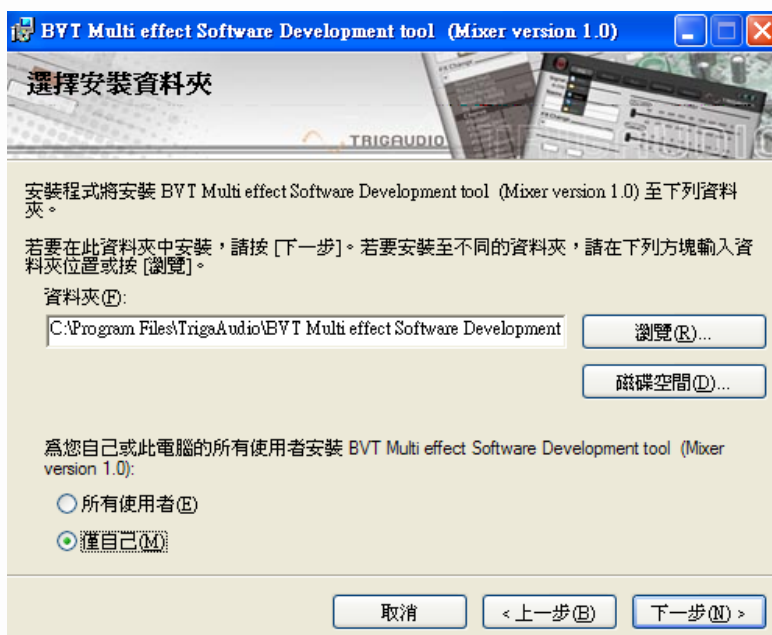 BVT Multi effect Software Development tool (Mixer version 1.0)
選擇安裝資料夾
TRIGAUDIO
安裝程式將安裝 BVT Multi effect Software Development tool (Mixer version 1.0) 至下列資料
夾。
若要在此資料夾中安裝，請按 [下一步]。若要安裝至不同的資料夾，請在下列方塊輸入資
料夾位置或按 [瀏覽]。
資料夾(F):
C:\Program Files\TrigaAudio\BVT Multi effect Software Development
瀏覽(R)...
磁碟空間(D)...
為您自己或此電腦的所有使用者安裝 BVT Multi effect Software Development tool (Mixer
version 1.0):
所有使用者(E)
僅自己(M)
取消
<上一步(B)
下一步(N) >